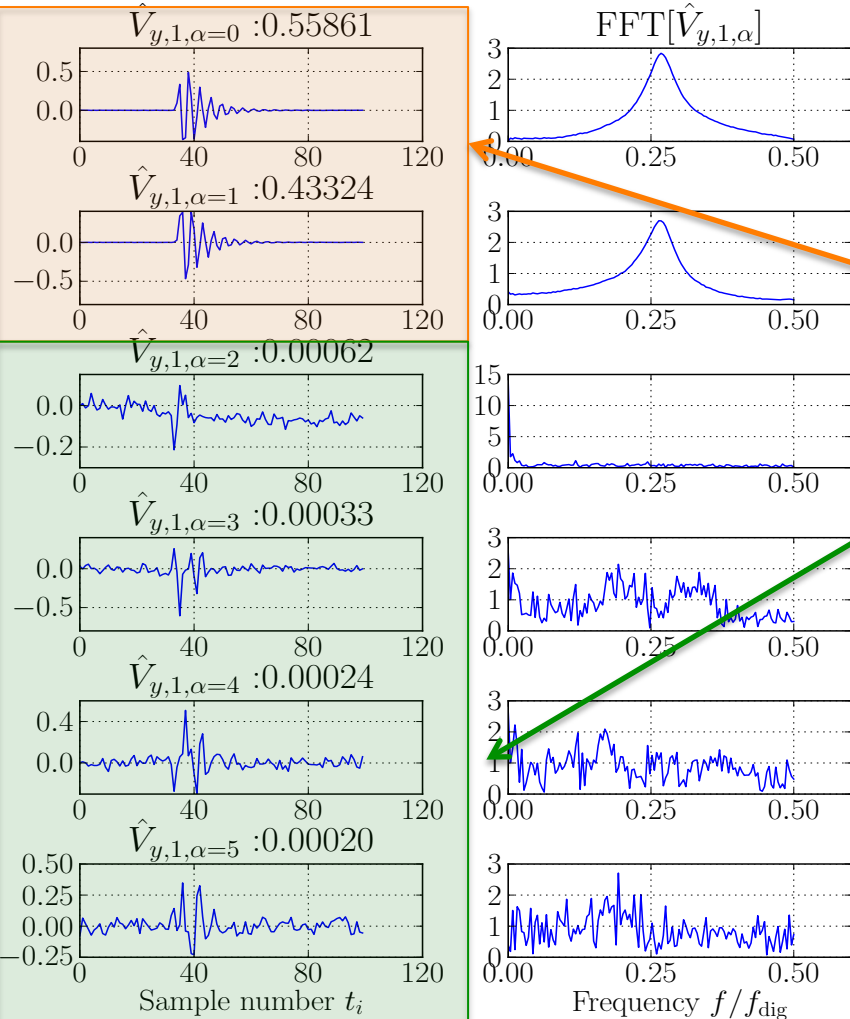 V̂_{y,1,α=0} :0.55861
FFT[V̂_{y,1,α}]
0.5
0.0
0 40 80 120
3
2
1
0
0.00 0.25 0.50
V̂_{y,1,α=1} :0.43324
0.0
−0.5
0 40 80 120
3
2
1
0
0.00 0.25 0.50
V̂_{y,1,α=2} :0.00062
0.0
−0.2
0 40 80 120
15
10
5
0
0.00 0.25 0.50
V̂_{y,1,α=3} :0.00033
0.0
−0.5
0 40 80 120
3
2
1
0
0.00 0.25 0.50
V̂_{y,1,α=4} :0.00024
0.4
0.0
0 40 80 120
3
2
1
0
0.00 0.25 0.50
V̂_{y,1,α=5} :0.00020
0.50
0.25
0.00
−0.25
0 40 80 120
Sample number t_i
3
2
1
0
0.00 0.25 0.50
Frequency f/f_dig